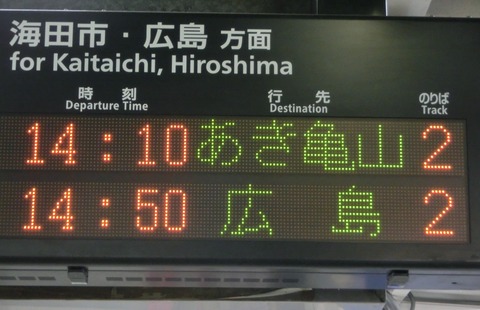 海田市・広島 方面
for Kaitaichi, Hiroshima
時刻 行先 のりば
Departure Time Destination Track
14:10 あき亀山 2
14:50 広島 2